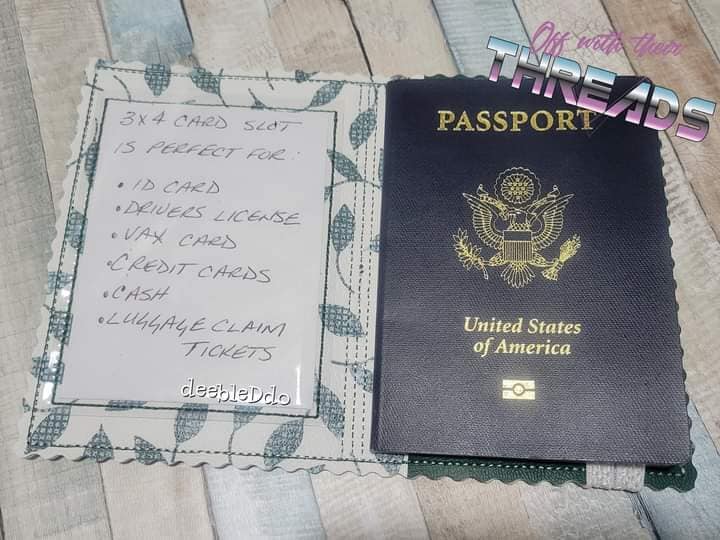 3x4 CARD SLOT
IS PERFECT FOR:
• ID CARD
• DRIVERS LICENSE
• VAX CARD
• CREDIT CARDS
• CASH
• LUGGAGE CLAIM
TICKETS
deebleDdo
Off with their
THREADS
PASSPORT
United States
of America